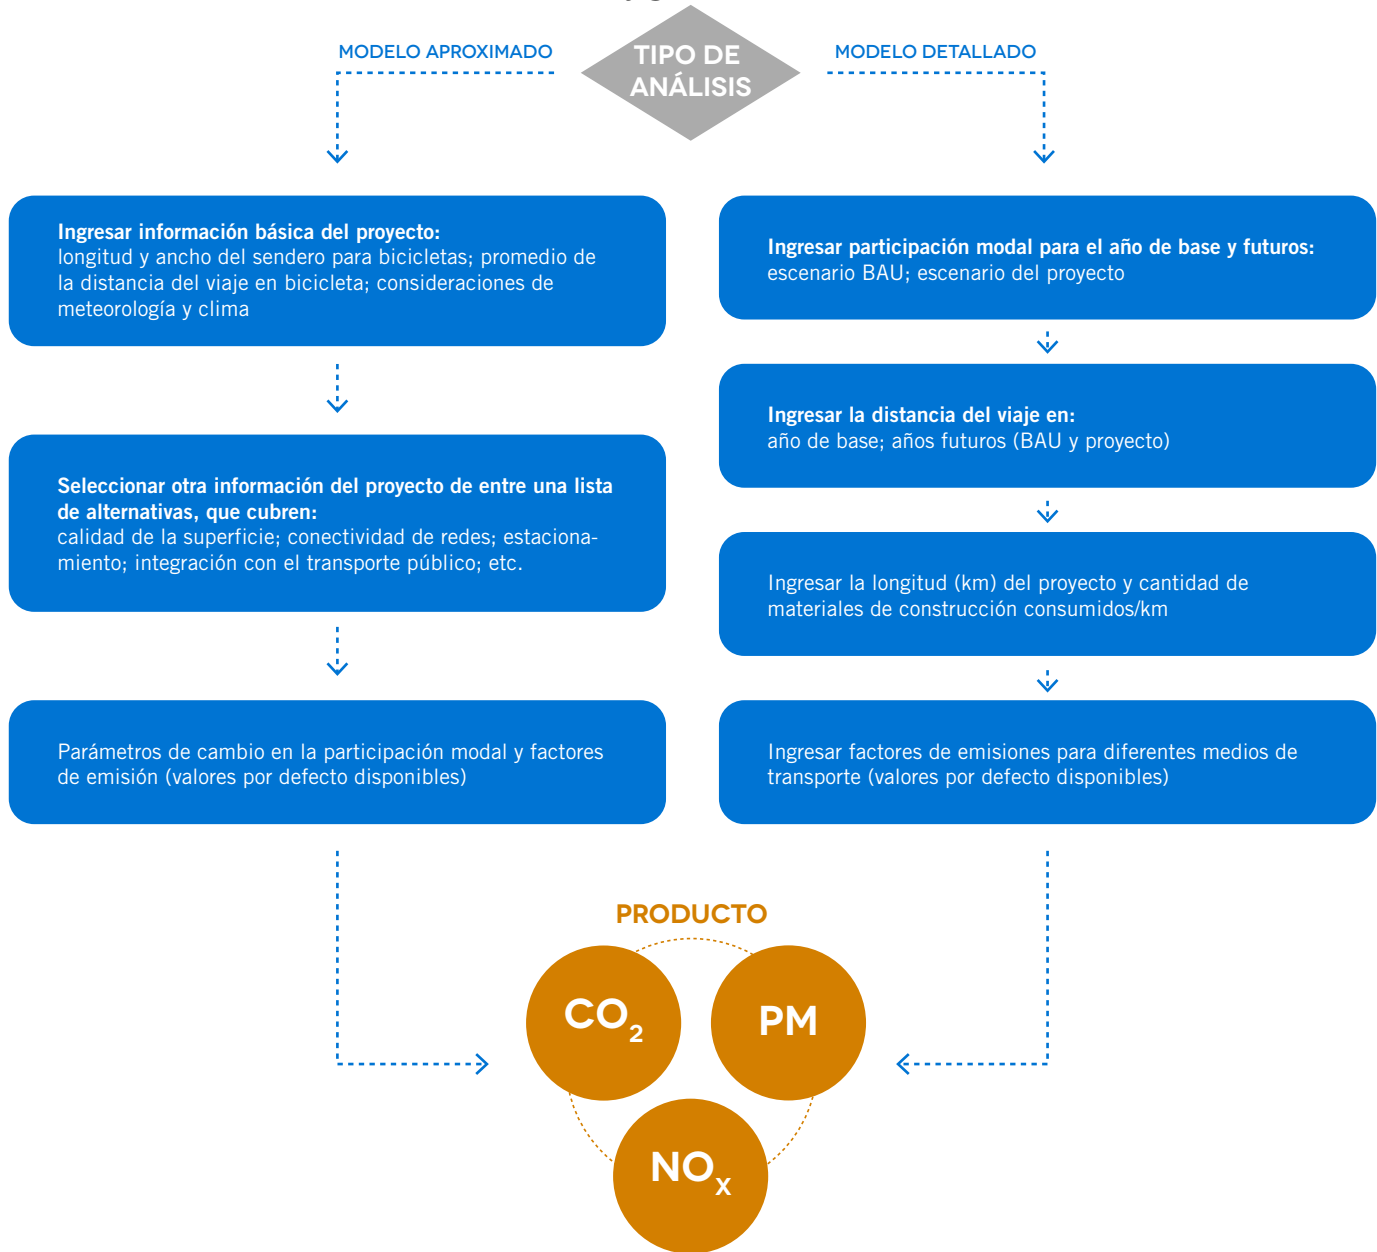 TIPO DE
ANÁLISIS
MODELO APROXIMADO
MODELO DETALLADO
Ingresar información básica del proyecto:
longitud y ancho del sendero para bicicletas; promedio de
la distancia del viaje en bicicleta; consideraciones de
meteorología y clima
Seleccionar otra información del proyecto de entre una lista
de alternativas, que cubren:
calidad de la superficie; conectividad de redes; estaciona-
miento; integración con el transporte público; etc.
Parámetros de cambio en la participación modal y factores
de emisión (valores por defecto disponibles)
Ingresar participación modal para el año de base y futuros:
escenario BAU; escenario del proyecto
Ingresar la distancia del viaje en:
año de base; años futuros (BAU y proyecto)
Ingresar la longitud (km) del proyecto y cantidad de
materiales de construcción consumidos/km
Ingresar factores de emisiones para diferentes medios de
transporte (valores por defecto disponibles)
PRODUCTO
CO₂
PM
NOₓ